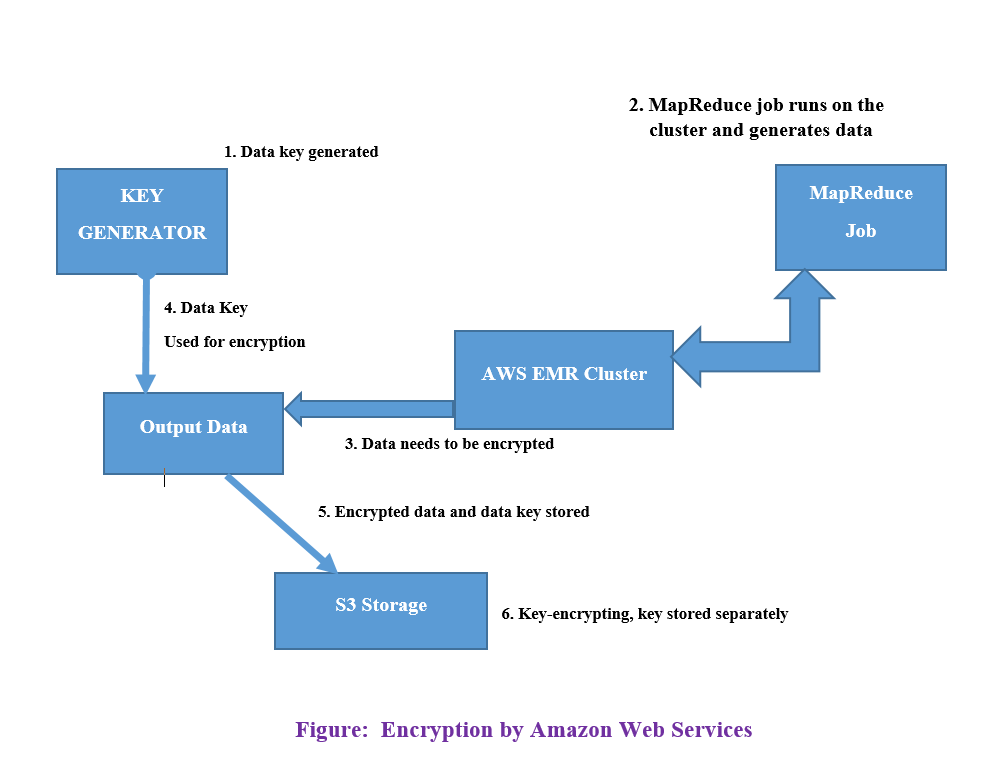 2. MapReduce job runs on the
cluster and generates data
1. Data key generated
KEY
GENERATOR
MapReduce
Job
4. Data Key
Used for encryption
AWS EMR Cluster
Output Data
3. Data needs to be encrypted
5. Encrypted data and data key stored
S3 Storage
6. Key-encrypting, key stored separately
Figure:  Encryption by Amazon Web Services